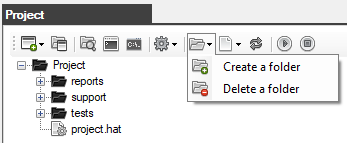 Project
Project
reports
support
tests
project.hat
Create a folder
Delete a folder